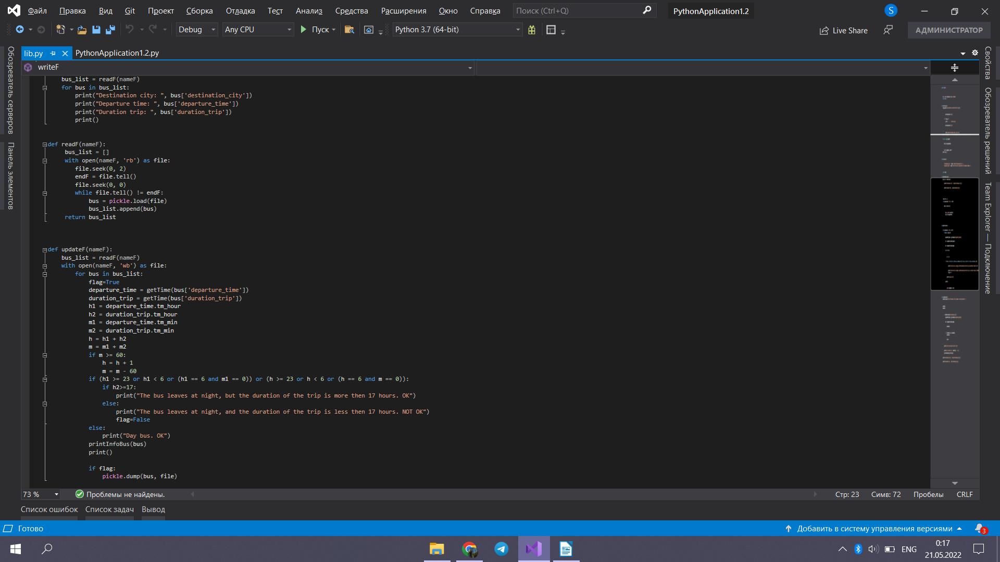 Файл Правка Вид Git Проект Сборка Отладка Тест Анализ Средства Расширения Окно Справка Поиск (Ctrl+Q) PythonApplication1.2 S
Debug Any CPU Пуск Python 3.7 (64-bit) Live Share АДМИНИСТРАТОР
lib.py PythonApplication1.2.py
writeF
Обозреватель серверов
Панель элементов
bus_list = readF(nameF)
for bus in bus_list:
print("Destination city: ", bus['destination_city'])
print("Departure time: ", bus['departure_time'])
print("Duration trip: ", bus['duration_trip'])
print()
def readF(nameF):
bus_list = []
with open(nameF, 'rb') as file:
file.seek(0, 2)
endF = file.tell()
file.seek(0, 0)
while file.tell() != endF:
bus = pickle.load(file)
bus_list.append(bus)
return bus_list
def updateF(nameF):
bus_list = readF(nameF)
with open(nameF, 'wb') as file:
for bus in bus_list:
flag=True
departure_time = getTime(bus['departure_time'])
duration_trip = getTime(bus['duration_trip'])
h1 = departure_time.tm_hour
h2 = duration_trip.tm_hour
m1 = departure_time.tm_min
m2 = duration_trip.tm_min
h = h1 + h2
m = m1 + m2
if m >= 60:
h = h + 1
m = m - 60
if (h1 >= 23 or h1 < 6 or (h1 == 6 and m1 == 0)) or (h >= 23 or h < 6 or (h == 6 and m == 0)):
if h2>=17:
print("The bus leaves at night, but the duration of the trip is more then 17 hours. OK")
else:
print("The bus leaves at night, and the duration of the trip is less then 17 hours. NOT OK")
flag=False
else:
print("Day bus. OK")
printInfoBus(bus)
print()
if flag:
pickle.dump(bus, file)
Свойства
Обозреватель решений
Team Explorer — Подключение
73 % Проблемы не найдены. Стр: 23 Симв: 72 Пробелы CRLF
Список ошибок Список задач Вывод
Готово Добавить в систему управления версиями 3
ENG 0:17
21.05.2022